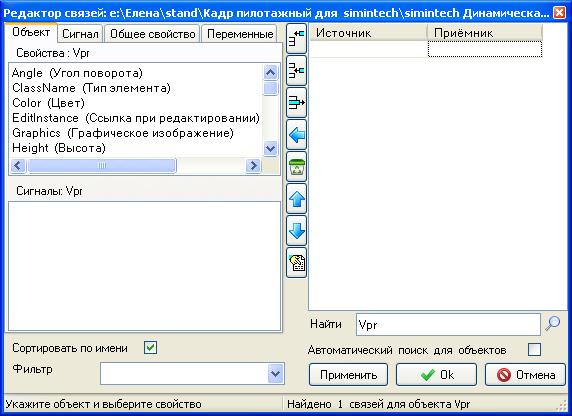 Редактор связей: e:\Елена\stand\Кадр пилотажный для simintech\simintech Динамическа...
Объект
Сигнал
Общее свойство
Переменные
Свойства : Vpr
Angle (Угол поворота)
ClassName (Тип элемента)
Color (Цвет)
EditInstance (Ссылка при редактировании)
Graphics (Графическое изображение)
Height (Высота)
Сигналы: Vpr
Сортировать по имени
Фильтр
Источник
Приёмник
Найти
Vpr
Автоматический поиск для объектов
Применить
Ok
Отмена
Укажите объект и выберите свойство
Найдено 1 связей для объекта Vpr